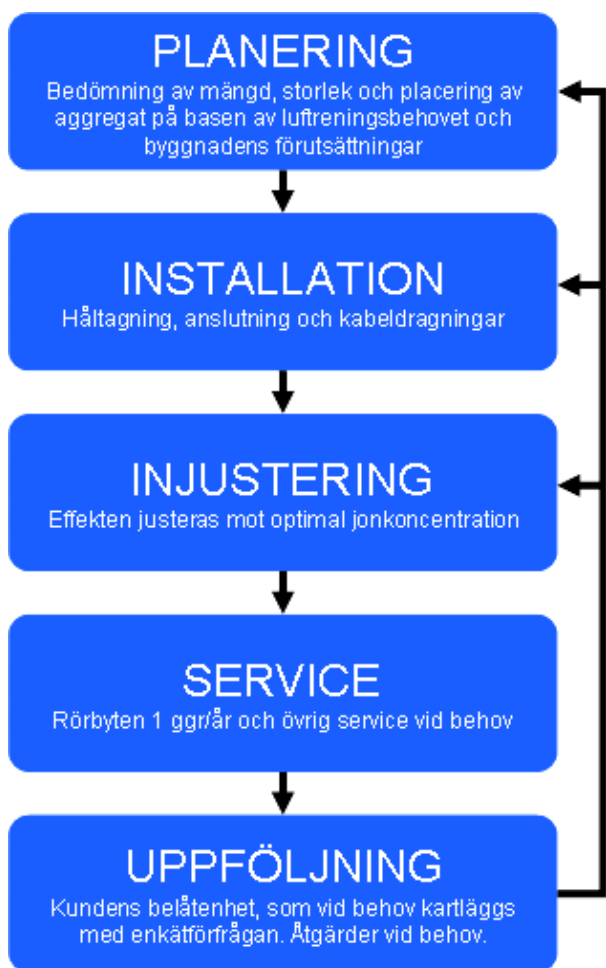 PLANERING
Bedömning av mängd, storlek och placering av
aggregat på basen av luftreningsbehovet och
byggnadens förutsättningar
INSTALLATION
Håltagning, anslutning och kabeldragningar
INJUSTERING
Effekten justeras mot optimal jonkoncentration
SERVICE
Rörbyten 1 ggr/år och övrig service vid behov
UPPFÖLJNING
Kundens belåtenhet, som vid behov kartläggs
med enkätförfrågan. Åtgärder vid behov.